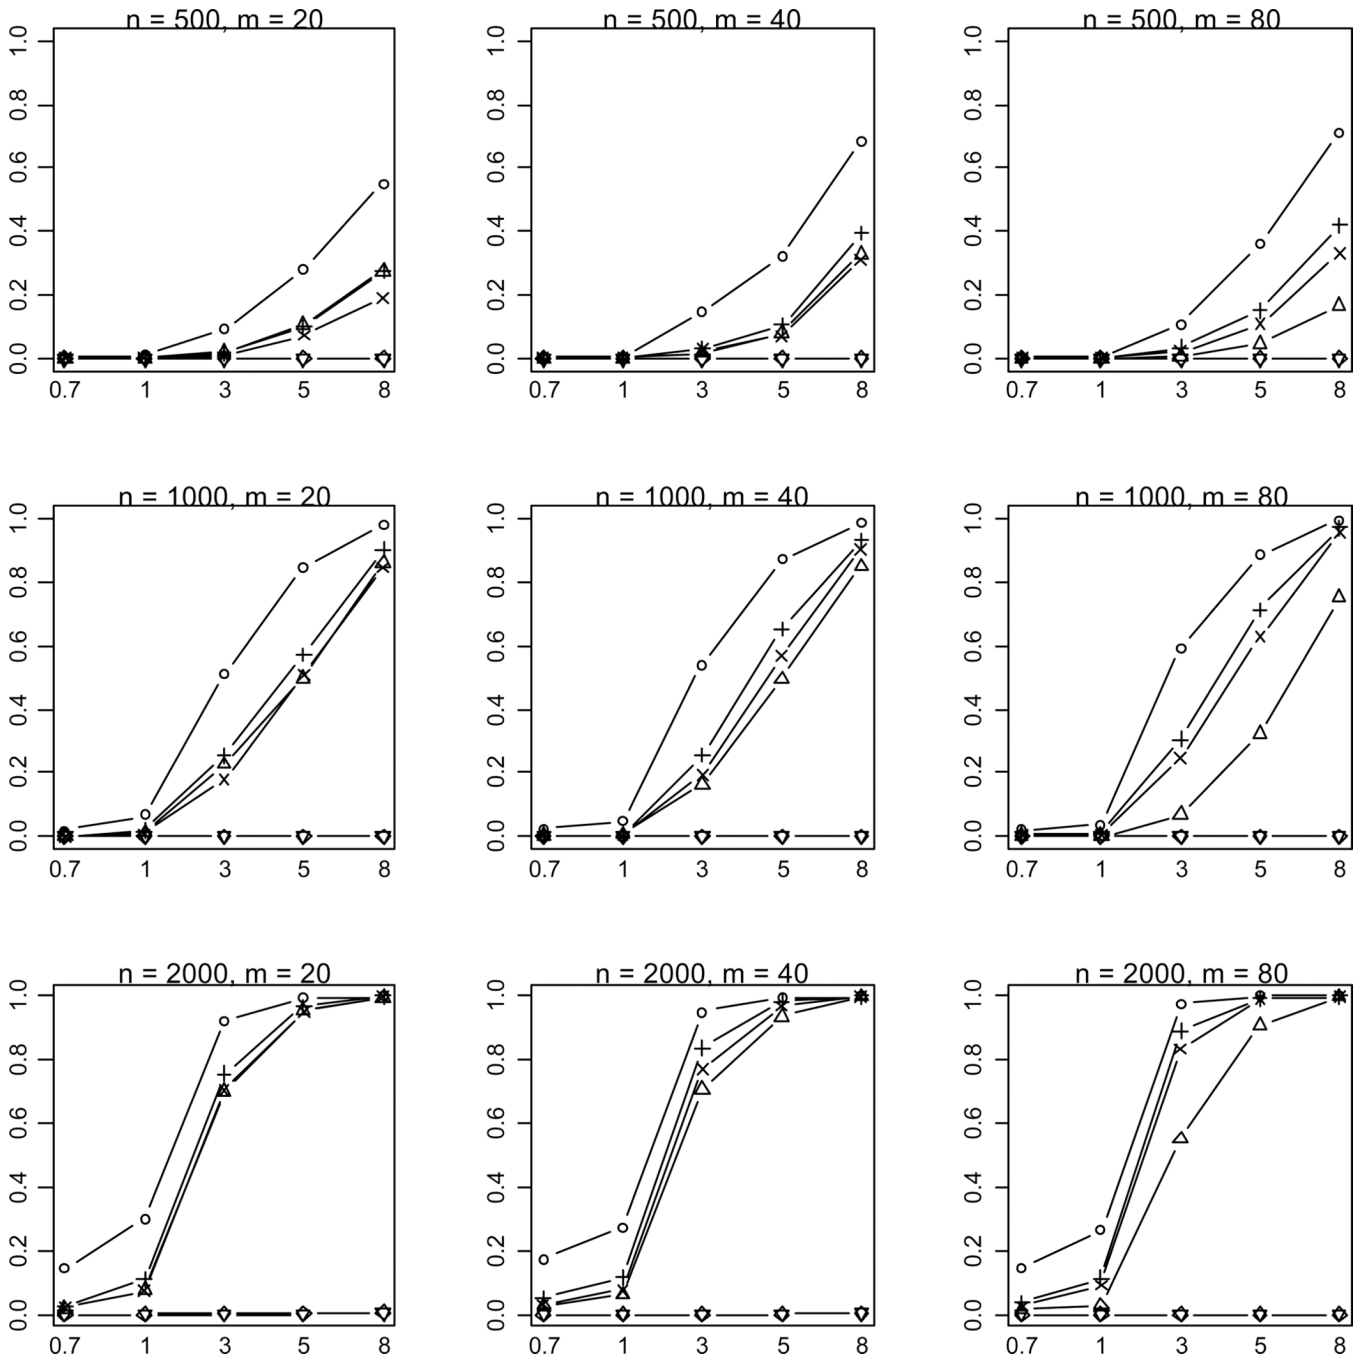 n = 500, m = 20
n = 500, m = 40
n = 500, m = 80
0.0 0.2 0.4 0.6 0.8 1.0
0.0 0.2 0.4 0.6 0.8 1.0
0.0 0.2 0.4 0.6 0.8 1.0
0.7 1 3 5 8
0.7 1 3 5 8
0.7 1 3 5 8
n = 1000, m = 20
n = 1000, m = 40
n = 1000, m = 80
0.0 0.2 0.4 0.6 0.8 1.0
0.0 0.2 0.4 0.6 0.8 1.0
0.0 0.2 0.4 0.6 0.8 1.0
0.7 1 3 5 8
0.7 1 3 5 8
0.7 1 3 5 8
n = 2000, m = 20
n = 2000, m = 40
n = 2000, m = 80
0.0 0.2 0.4 0.6 0.8 1.0
0.0 0.2 0.4 0.6 0.8 1.0
0.0 0.2 0.4 0.6 0.8 1.0
0.7 1 3 5 8
0.7 1 3 5 8
0.7 1 3 5 8